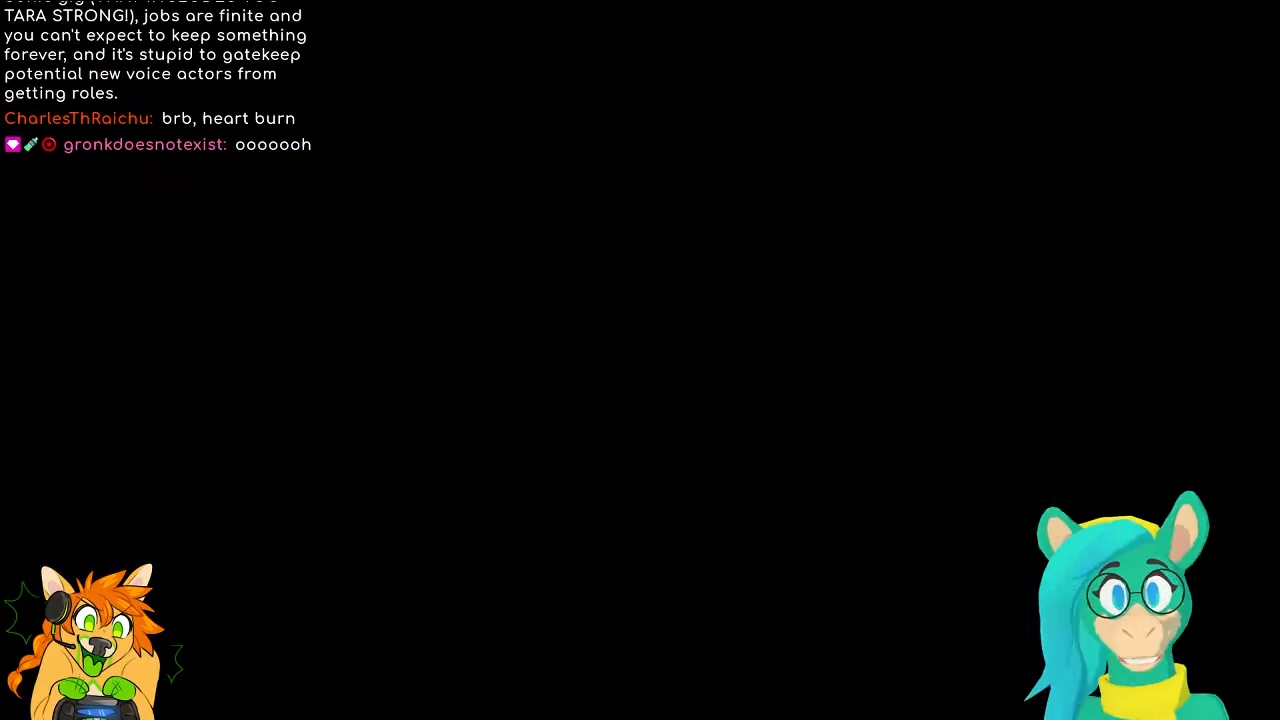 TARA STRONG!), jobs are finite and
you can't expect to keep something
forever, and it's stupid to gatekeep
potential new voice actors from
getting roles.
CharlesThRaichu: brb, heart burn
gronkdoesnotexist: ooooooh